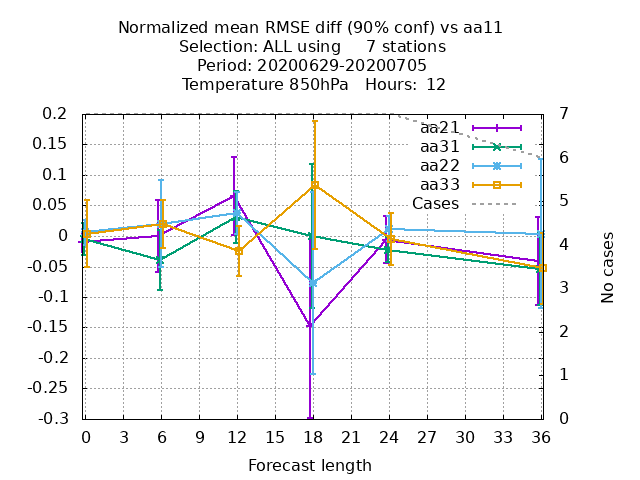 Normalized mean RMSE diff (90% conf) vs aa11
Selection: ALL using     7 stations
Period: 20200629-20200705
Temperature 850hPa   Hours:  12
0.2
0.15
0.1
0.05
0
-0.05
-0.1
-0.15
-0.2
-0.25
-0.3
aa21
aa31
aa22
aa33
Cases
7
6
5
4
3
2
1
0
No cases
0 3 6 9 12 15 18 21 24 27 30 33 36
Forecast length